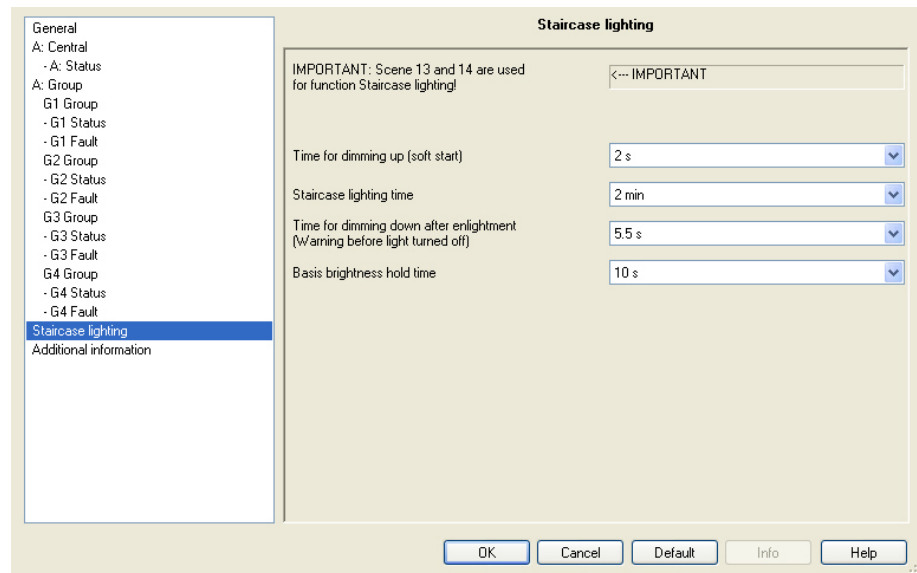 General
A: Central
- A: Status
A: Group
G1 Group
- G1 Status
- G1 Fault
G2 Group
- G2 Status
- G2 Fault
G3 Group
- G3 Status
- G3 Fault
G4 Group
- G4 Status
- G4 Fault
Staircase lighting
Additional information
Staircase lighting
IMPORTANT: Scene 13 and 14 are used
for function Staircase lighting!
<--- IMPORTANT
Time for dimming up (soft start)
2 s
Staircase lighting time
2 min
Time for dimming down after enlightment
(Warning before light turned off)
5.5 s
Basis brightness hold time
10 s
OK
Cancel
Default
Info
Help